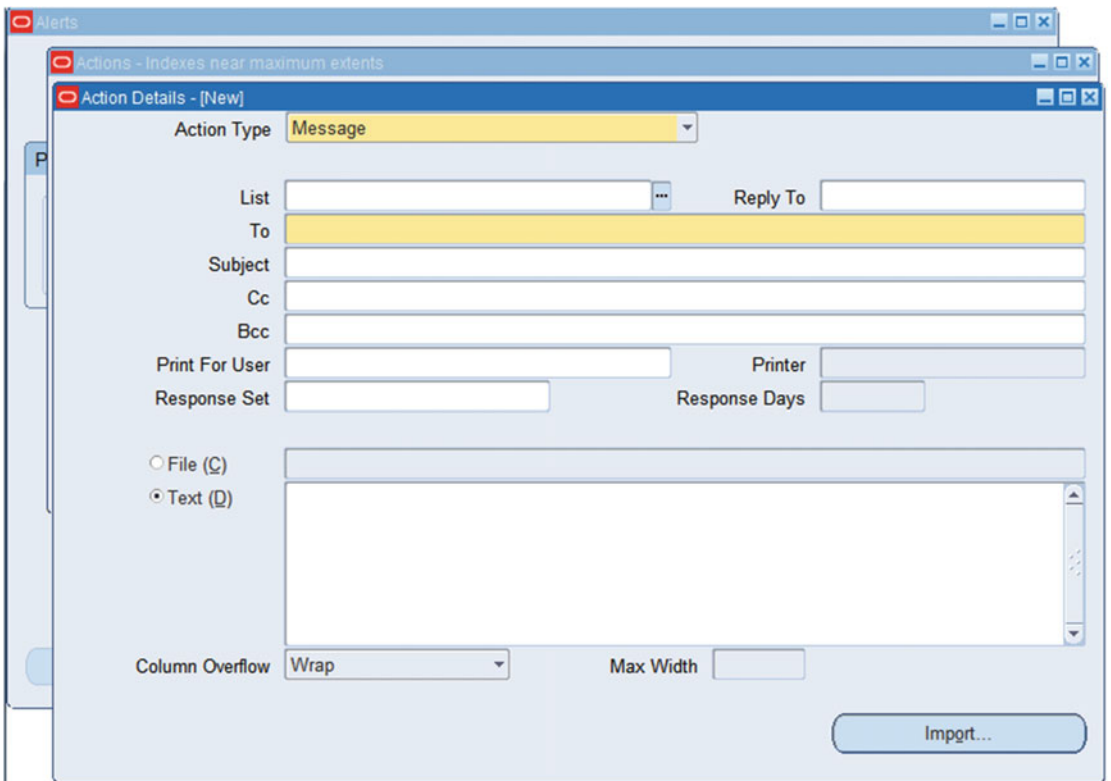 Alerts
Actions - Indexes near maximum extents
Action Details - [New]
Action Type Message
P
List ... Reply To
To
Subject
Cc
Bcc
Print For User Printer
Response Set Response Days
File (C)
Text (D)
Column Overflow Wrap Max Width
Import...